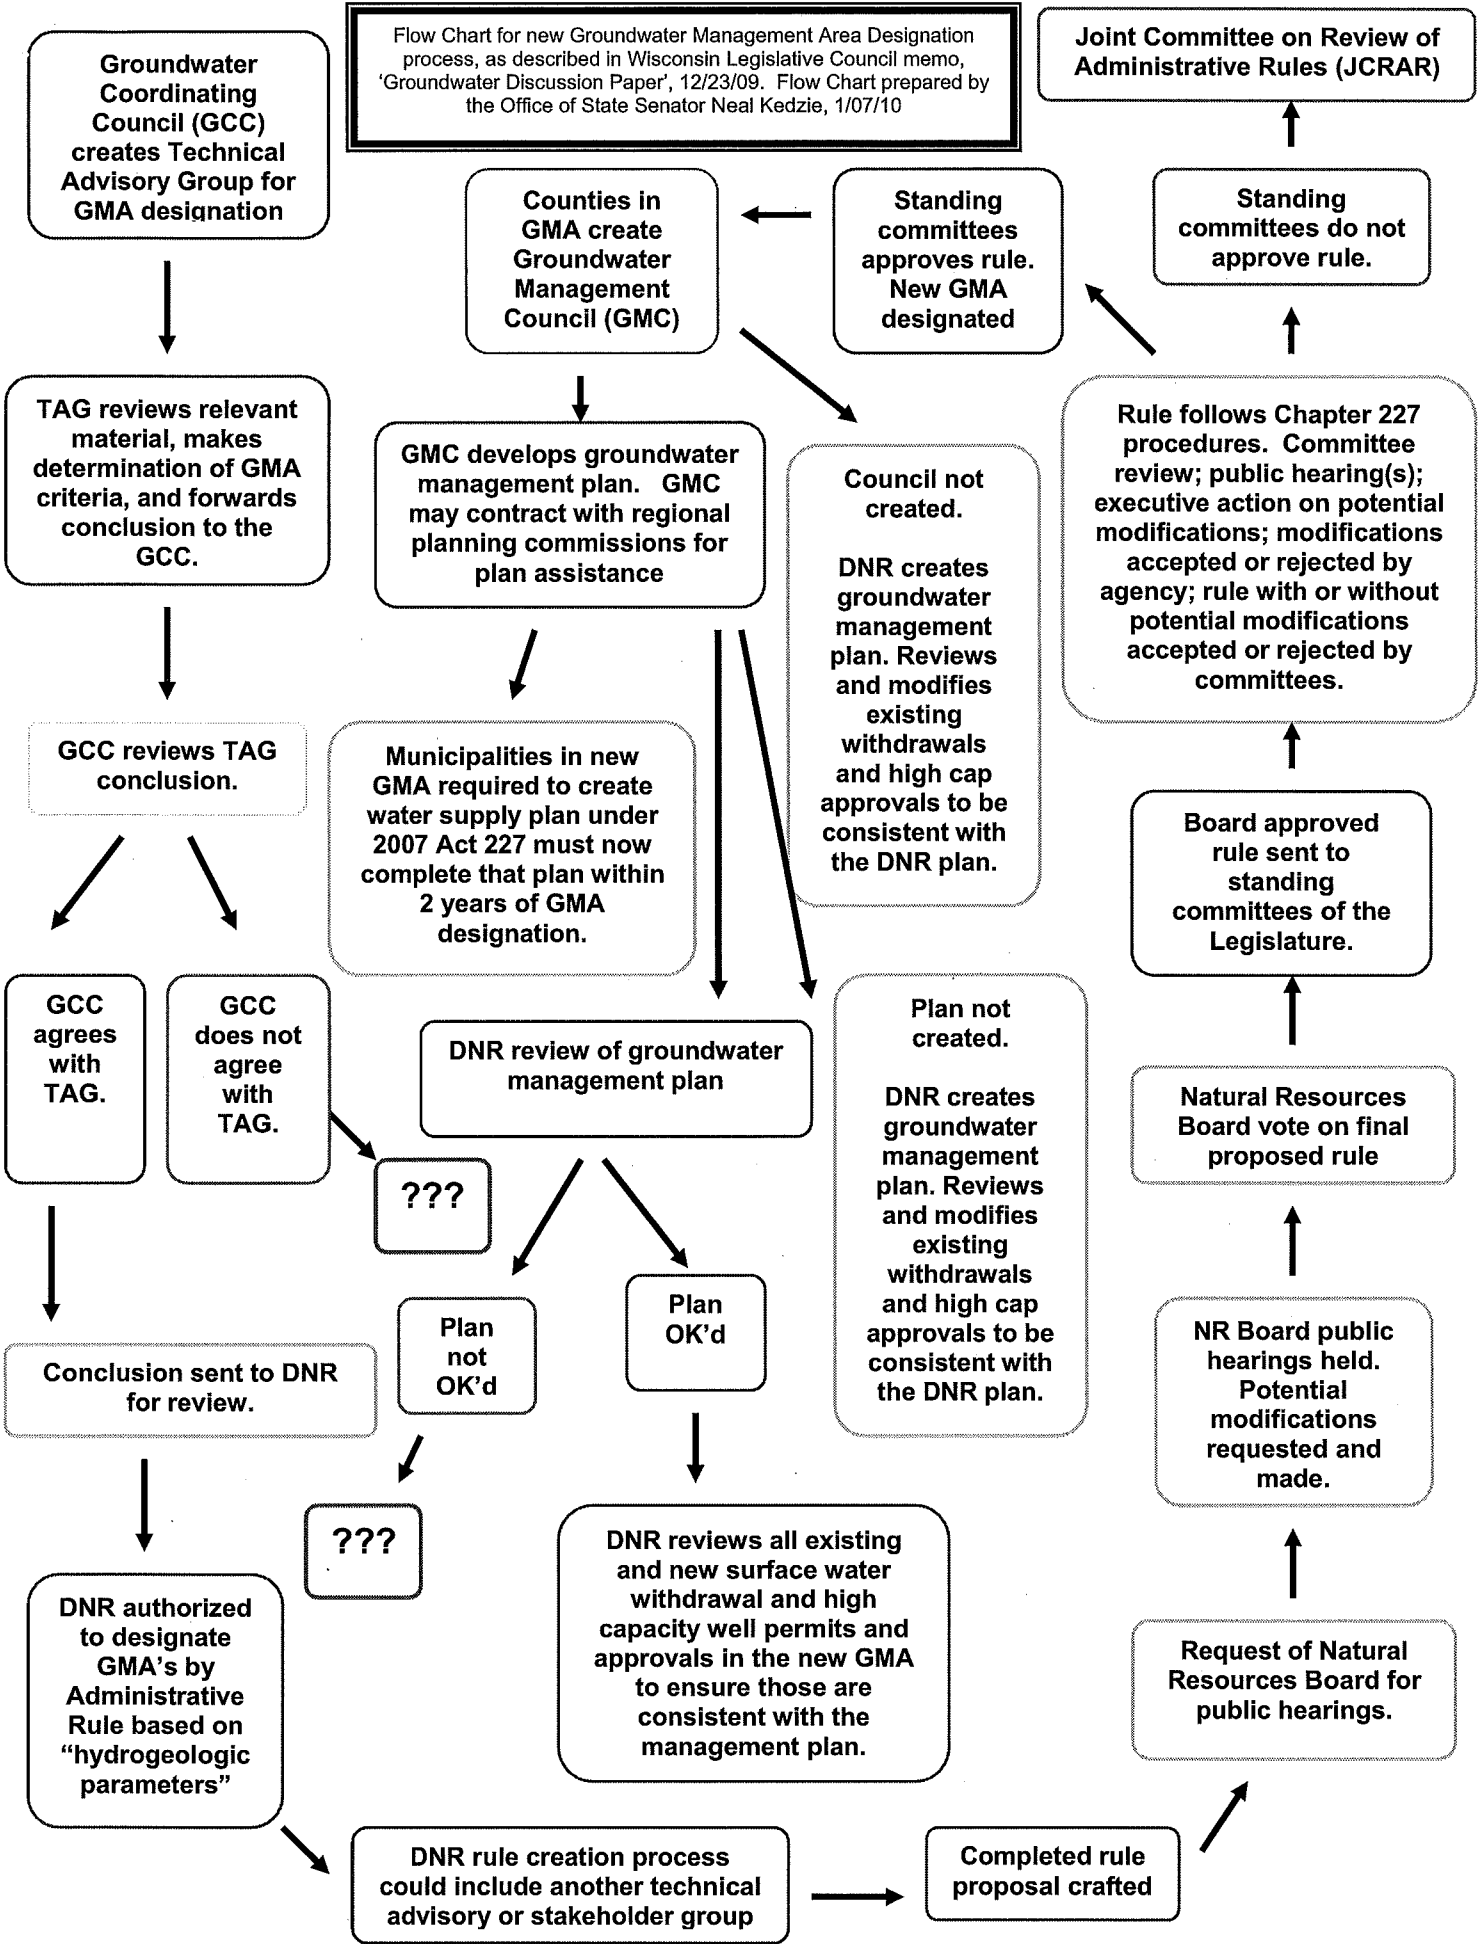 Flow Chart for new Groundwater Management Area Designation
process, as described in Wisconsin Legislative Council memo,
‘Groundwater Discussion Paper’, 12/23/09.  Flow Chart prepared by
the Office of State Senator Neal Kedzie, 1/07/10
Groundwater
Coordinating
Council (GCC)
creates Technical
Advisory Group for
GMA designation
TAG reviews relevant
material, makes
determination of GMA
criteria, and forwards
conclusion to the
GCC.
GCC reviews TAG
conclusion.
GCC
agrees
with
TAG.
GCC
does not
agree
with
TAG.
???
Conclusion sent to DNR
for review.
DNR authorized
to designate
GMA’s by
Administrative
Rule based on
“hydrogeologic
parameters”
DNR rule creation process
could include another technical
advisory or stakeholder group
Completed rule
proposal crafted
Request of Natural
Resources Board for
public hearings.
NR Board public
hearings held.
Potential
modifications
requested and
made.
Natural Resources
Board vote on final
proposed rule
Board approved
rule sent to
standing
committees of the
Legislature.
Rule follows Chapter 227
procedures.  Committee
review; public hearing(s);
executive action on potential
modifications; modifications
accepted or rejected by
agency; rule with or without
potential modifications
accepted or rejected by
committees.
Standing
committees do not
approve rule.
Joint Committee on Review of
Administrative Rules (JCRAR)
Standing
committees
approves rule.
New GMA
designated
Counties in
GMA create
Groundwater
Management
Council (GMC)
Council not
created.
DNR creates
groundwater
management
plan. Reviews
and modifies
existing
withdrawals
and high cap
approvals to be
consistent with
the DNR plan.
GMC develops groundwater
management plan.   GMC
may contract with regional
planning commissions for
plan assistance
Municipalities in new
GMA required to create
water supply plan under
2007 Act 227 must now
complete that plan within
2 years of GMA
designation.
DNR review of groundwater
management plan
Plan not
created.
DNR creates
groundwater
management
plan. Reviews
and modifies
existing
withdrawals
and high cap
approvals to be
consistent with
the DNR plan.
Plan
not
OK’d
???
Plan
OK’d
DNR reviews all existing
and new surface water
withdrawal and high
capacity well permits and
approvals in the new GMA
to ensure those are
consistent with the
management plan.